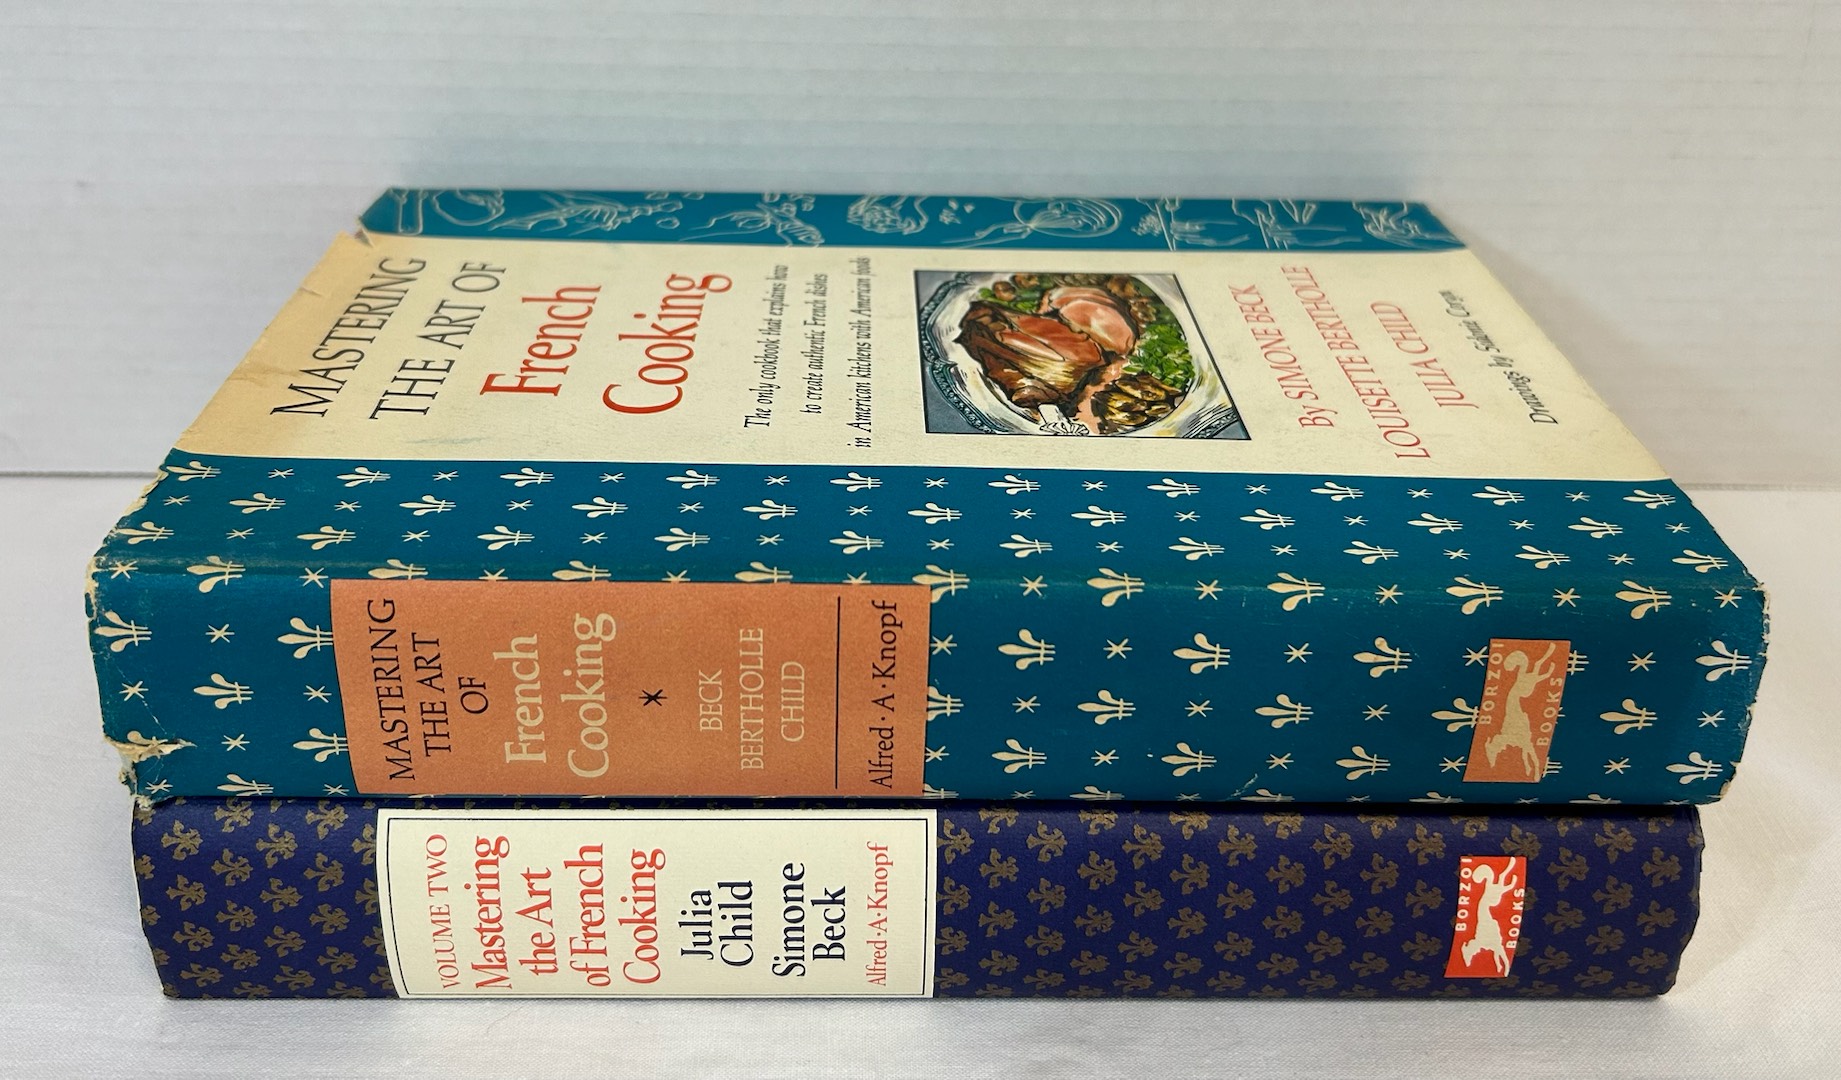 MASTERING
THE ART OF
French
Cooking
The only cookbook that explains how
to create authentic French dishes
in American kitchens with American foods
By SIMONE BECK
LOUISETTE BERTHOLLE
JULIA CHILD
Drawings by Sidonie Coryn
MASTERING
THE ART
OF
French
Cooking
BECK
BERTHOLLE
CHILD
Alfred·A·Knopf
BORZOI
BOOKS
VOLUME TWO
Mastering
the Art
of French
Cooking
Julia
Child
Simone
Beck
Alfred·A·Knopf
BORZOI
BOOKS